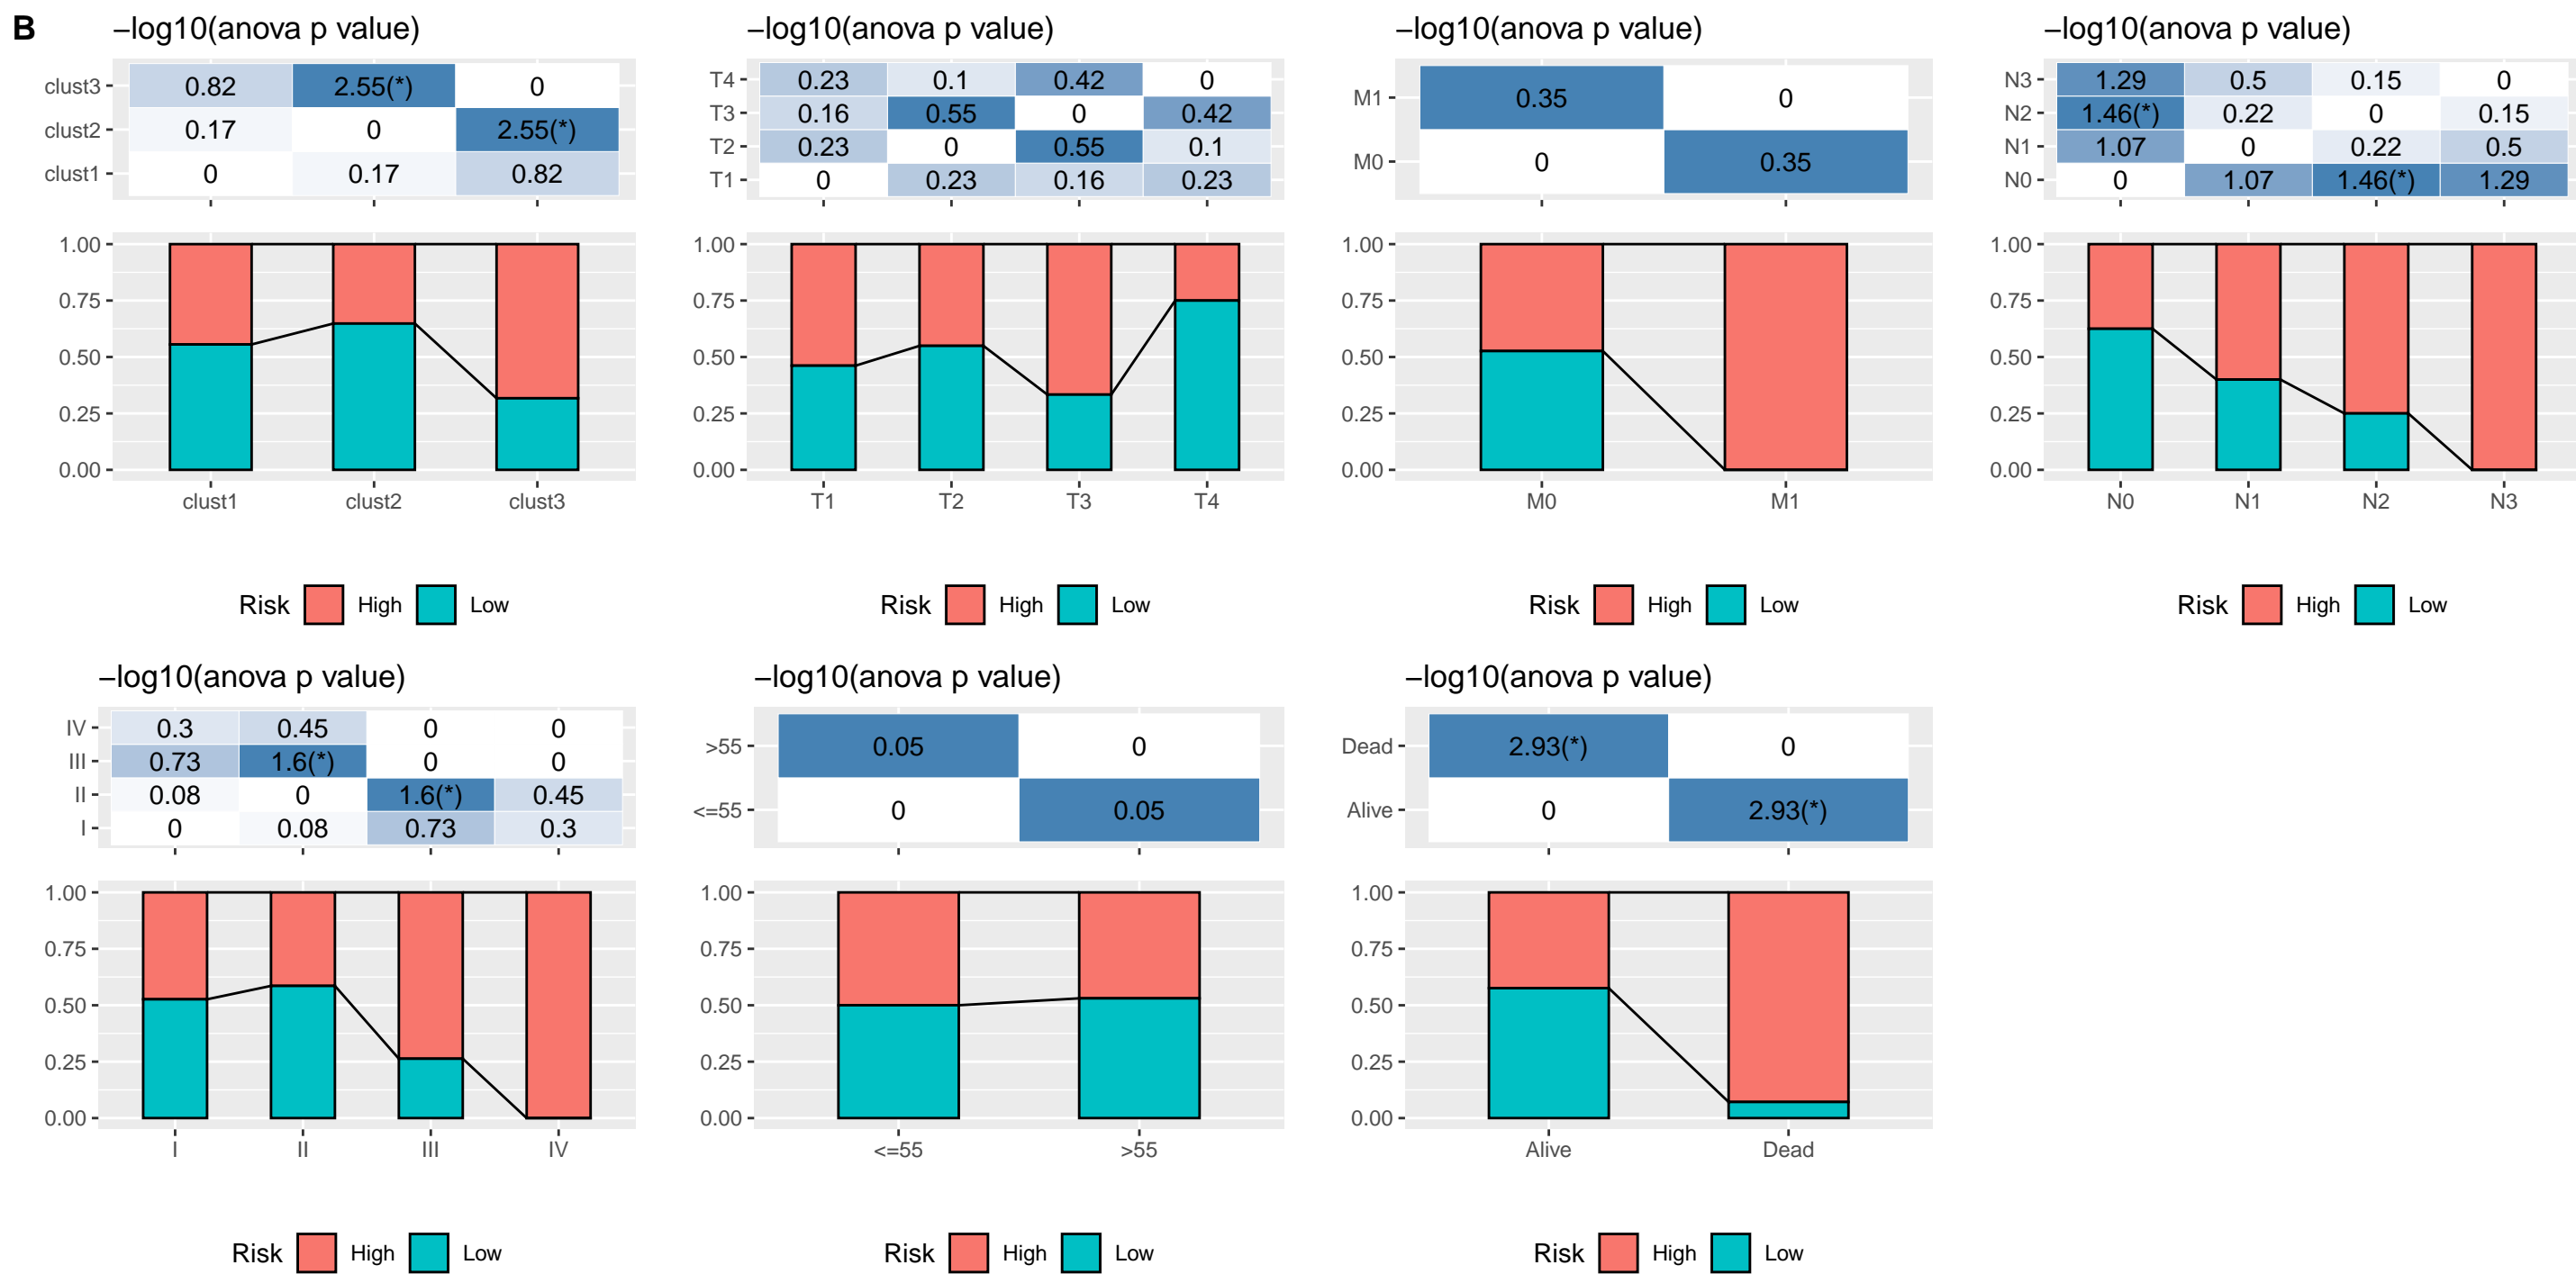 B
–log10(anova p value)
clust3 0.82 2.55(*) 0
clust2 0.17 0 2.55(*)
clust1 0 0.17 0.82
1.00
0.75
0.50
0.25
0.00
clust1 clust2 clust3
Risk High Low
–log10(anova p value)
T4 0.23 0.1 0.42 0
T3 0.16 0.55 0 0.42
T2 0.23 0 0.55 0.1
T1 0 0.23 0.16 0.23
1.00
0.75
0.50
0.25
0.00
T1 T2 T3 T4
Risk High Low
–log10(anova p value)
M1 0.35 0
M0 0 0.35
1.00
0.75
0.50
0.25
0.00
M0 M1
Risk High Low
–log10(anova p value)
N3 1.29 0.5 0.15 0
N2 1.46(*) 0.22 0 0.15
N1 1.07 0 0.22 0.5
N0 0 1.07 1.46(*) 1.29
1.00
0.75
0.50
0.25
0.00
N0 N1 N2 N3
Risk High Low
–log10(anova p value)
IV 0.3 0.45 0 0
III 0.73 1.6(*) 0 0
II 0.08 0 1.6(*) 0.45
I 0 0.08 0.73 0.3
1.00
0.75
0.50
0.25
0.00
I II III IV
Risk High Low
–log10(anova p value)
>55 0.05 0
<=55 0 0.05
1.00
0.75
0.50
0.25
0.00
<=55 >55
Risk High Low
–log10(anova p value)
Dead 2.93(*) 0
Alive 0 2.93(*)
1.00
0.75
0.50
0.25
0.00
Alive Dead
Risk High Low